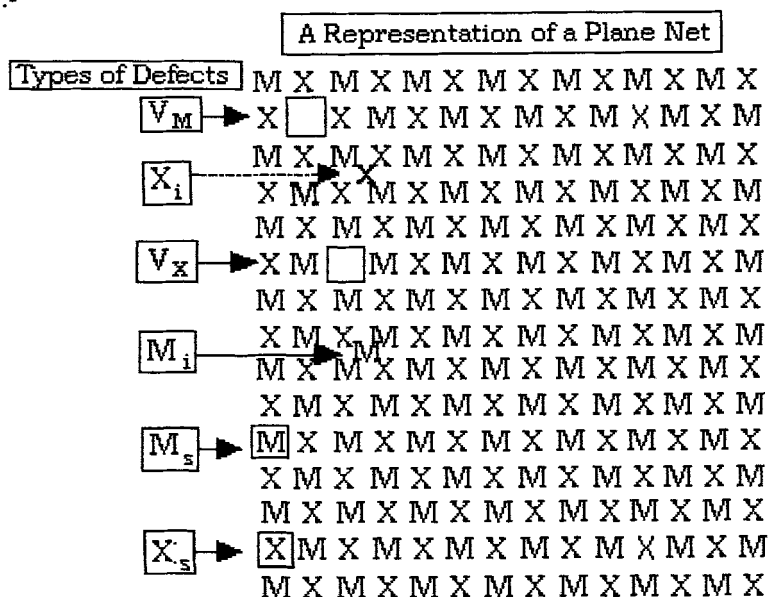 A Representation of a Plane Net
Types of Defects M X M X M X M X M X M X M X
V_M X X M X M X M X M X M X M
M X M X M X M X M X M X M X
X_i X
X M X M X M X M X M X M X M
M X M X M X M X M X M X M X
V_X X M M X M X M X M X M X M
M X M X M X M X M X M X M X
X M X M X M X M X M X M X M
M_i M
M X M X M X M X M X M X M X
X M X M X M X M X M X M X M
M_s M X M X M X M X M X M X M X
X M X M X M X M X M X M X M
M X M X M X M X M X M X M X
X_s X M X M X M X M X M X M X M
M X M X M X M X M X M X M X